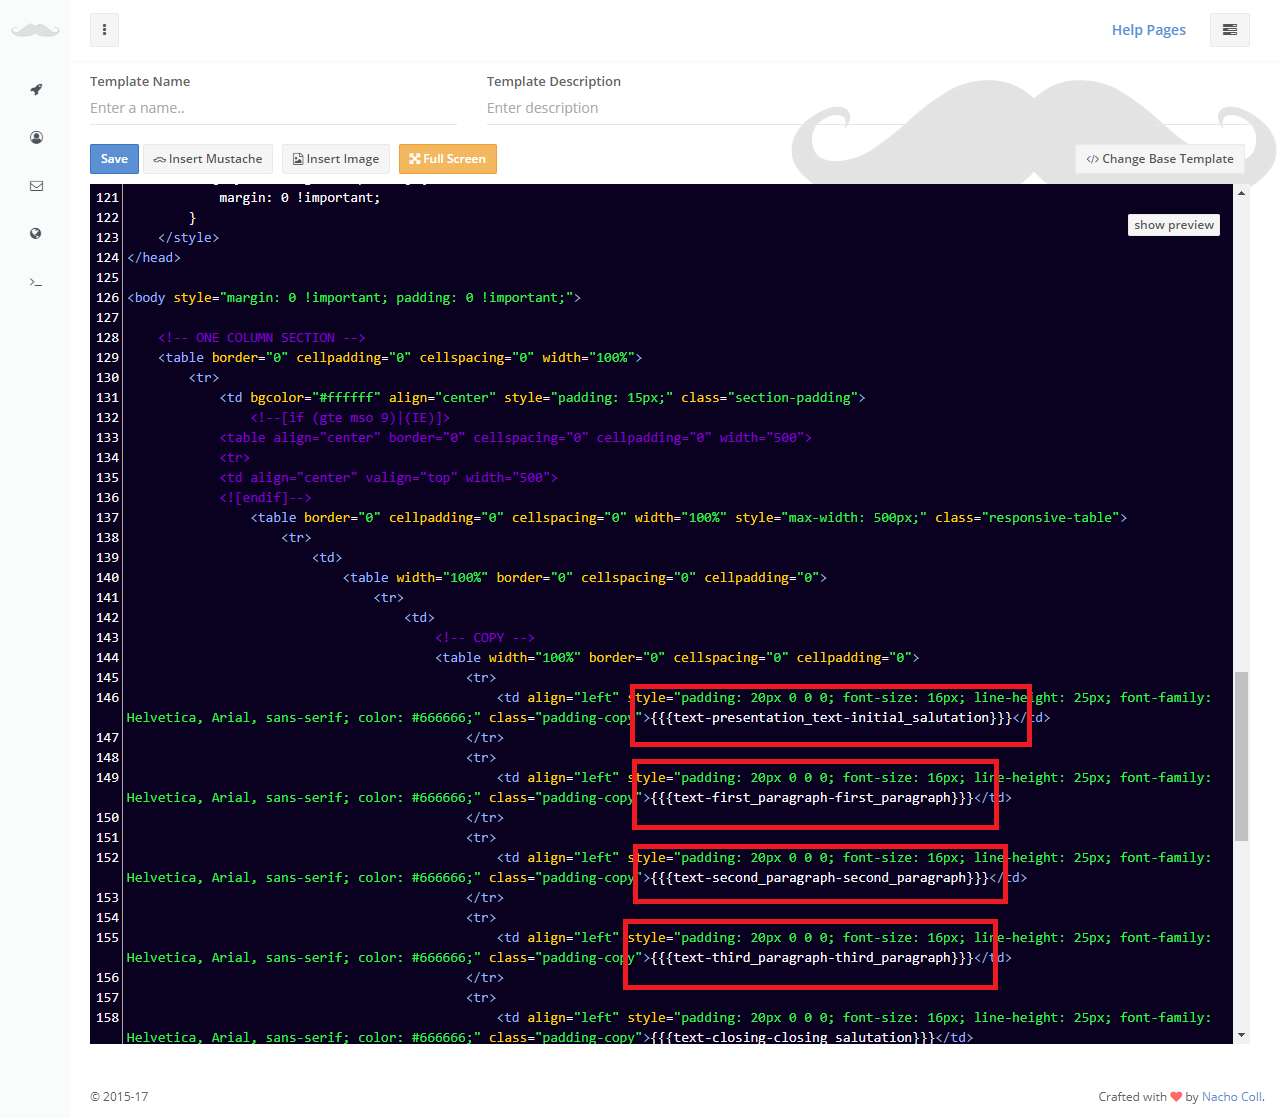 Help Pages
Template Name
Template Description
Enter a name..
Enter description
Save
Insert Mustache
Insert Image
Full Screen
</> Change Base Template
show preview
121 margin: 0 !important;
122 }
123 </style>
124 </head>
125
126 <body style="margin: 0 !important; padding: 0 !important;">
127
128 <!-- ONE COLUMN SECTION -->
129 <table border="0" cellpadding="0" cellspacing="0" width="100%">
130 <tr>
131 <td bgcolor="#ffffff" align="center" style="padding: 15px;" class="section-padding">
132 <!--[if (gte mso 9)|(IE)]>
133 <table align="center" border="0" cellspacing="0" cellpadding="0" width="500">
134 <tr>
135 <td align="center" valign="top" width="500">
136 <![endif]-->
137 <table border="0" cellpadding="0" cellspacing="0" width="100%" style="max-width: 500px;" class="responsive-table">
138 <tr>
139 <td>
140 <table width="100%" border="0" cellspacing="0" cellpadding="0">
141 <tr>
142 <td>
143 <!-- COPY -->
144 <table width="100%" border="0" cellspacing="0" cellpadding="0">
145 <tr>
146 <td align="left" style="padding: 20px 0 0 0; font-size: 16px; line-height: 25px; font-family:
Helvetica, Arial, sans-serif; color: #666666;" class="padding-copy">{{{text-presentation_text-initial_salutation}}}</td>
147 </tr>
148 <tr>
149 <td align="left" style="padding: 20px 0 0 0; font-size: 16px; line-height: 25px; font-family:
Helvetica, Arial, sans-serif; color: #666666;" class="padding-copy">{{{text-first_paragraph-first_paragraph}}}</td>
150 </tr>
151 <tr>
152 <td align="left" style="padding: 20px 0 0 0; font-size: 16px; line-height: 25px; font-family:
Helvetica, Arial, sans-serif; color: #666666;" class="padding-copy">{{{text-second_paragraph-second_paragraph}}}</td>
153 </tr>
154 <tr>
155 <td align="left" style="padding: 20px 0 0 0; font-size: 16px; line-height: 25px; font-family:
Helvetica, Arial, sans-serif; color: #666666;" class="padding-copy">{{{text-third_paragraph-third_paragraph}}}</td>
156 </tr>
157 <tr>
158 <td align="left" style="padding: 20px 0 0 0; font-size: 16px; line-height: 25px; font-family:
Helvetica, Arial, sans-serif; color: #666666;" class="padding-copy">{{{text-closing-closing_salutation}}}</td>
© 2015-17
Crafted with ❤ by Nacho Coll.